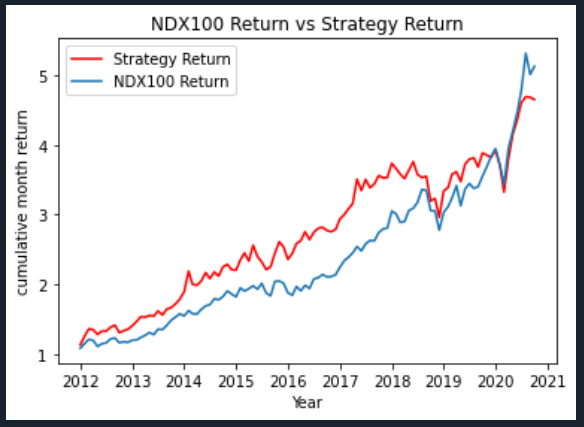 NDX100 Return vs Strategy Return
Strategy Return
NDX100 Return
cumulative month return
5
4
3
2
1
2012 2013 2014 2015 2016 2017 2018 2019 2020 2021
Year